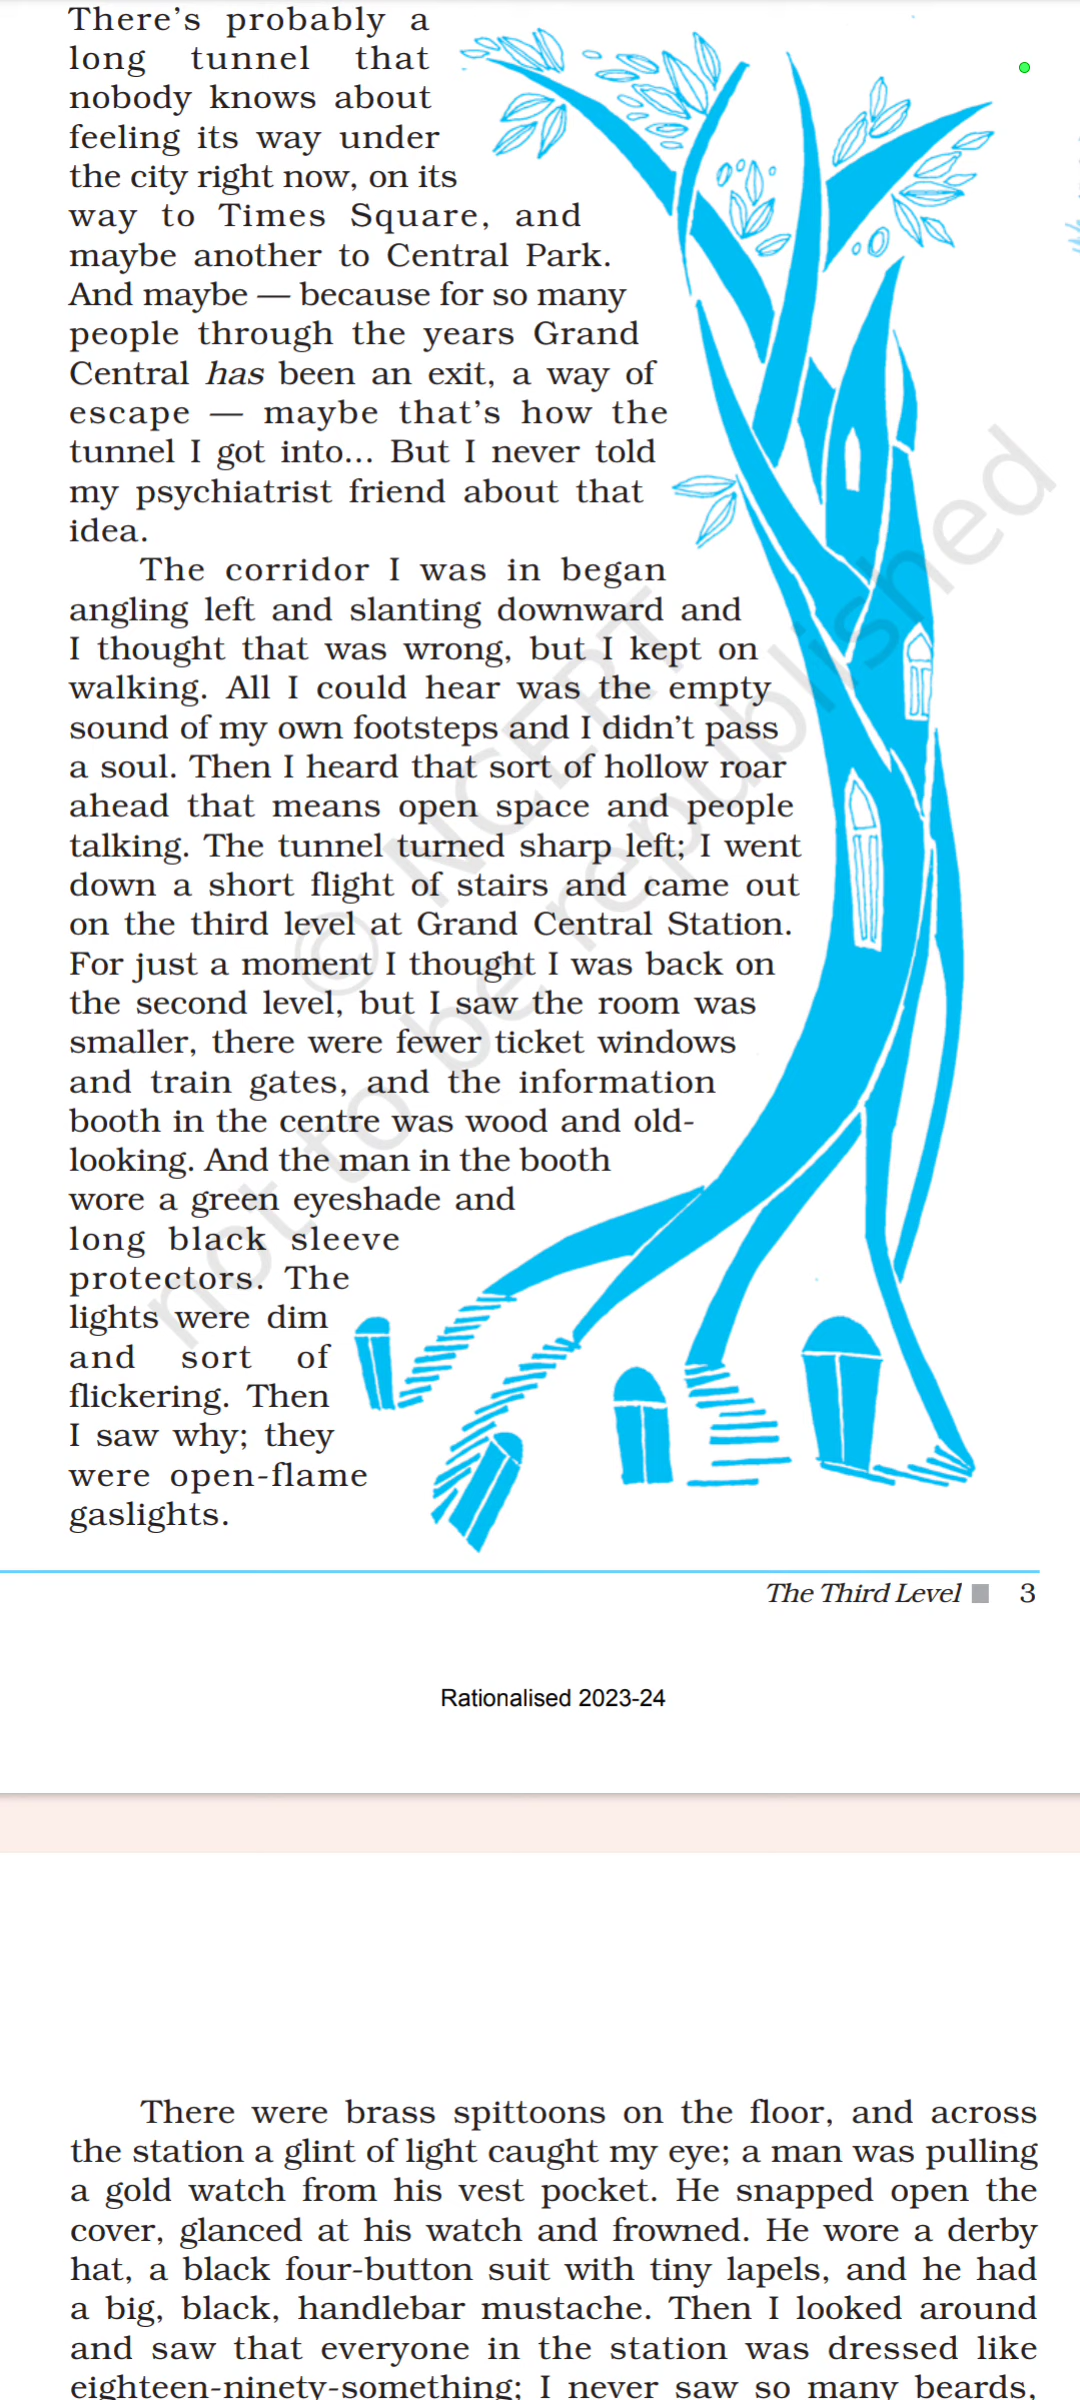 There’s probably a
long tunnel that
nobody knows about
feeling its way under
the city right now, on its
way to Times Square, and
maybe another to Central Park.
And maybe — because for so many
people through the years Grand
Central has been an exit, a way of
escape — maybe that’s how the
tunnel I got into... But I never told
my psychiatrist friend about that
idea.
The corridor I was in began
angling left and slanting downward and
I thought that was wrong, but I kept on
walking. All I could hear was the empty
sound of my own footsteps and I didn’t pass
a soul. Then I heard that sort of hollow roar
ahead that means open space and people
talking. The tunnel turned sharp left; I went
down a short flight of stairs and came out
on the third level at Grand Central Station.
For just a moment I thought I was back on
the second level, but I saw the room was
smaller, there were fewer ticket windows
and train gates, and the information
booth in the centre was wood and old-
looking. And the man in the booth
wore a green eyeshade and
long black sleeve
protectors. The
lights were dim
and sort of
flickering. Then
I saw why; they
were open-flame
gaslights.
© NCERT
not to be republished
The Third Level 3
Rationalised 2023-24
There were brass spittoons on the floor, and across
the station a glint of light caught my eye; a man was pulling
a gold watch from his vest pocket. He snapped open the
cover, glanced at his watch and frowned. He wore a derby
hat, a black four-button suit with tiny lapels, and he had
a big, black, handlebar mustache. Then I looked around
and saw that everyone in the station was dressed like
eighteen-ninety-something; I never saw so many beards,